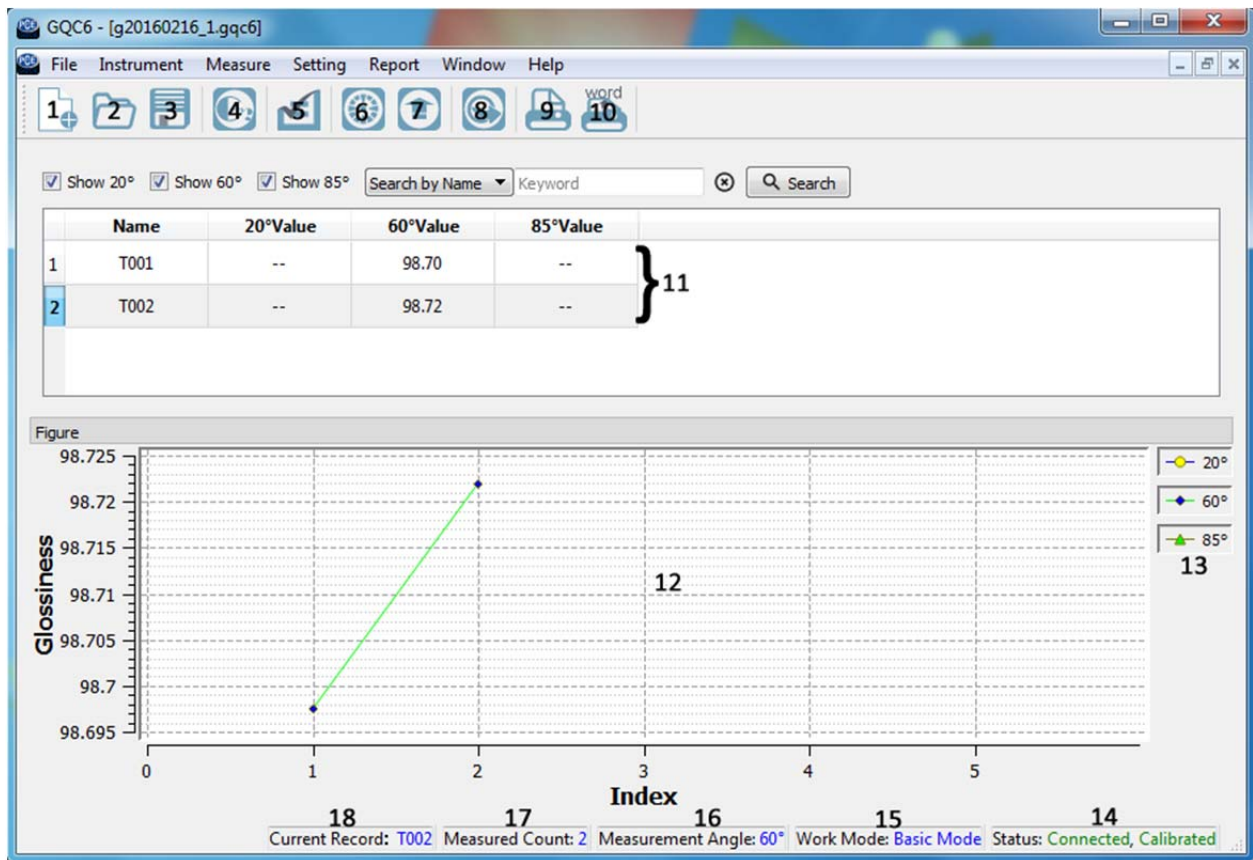 GQC6 - [g20160216_1.gqc6]
File Instrument Measure Setting Report Window Help
1 2 3 4 5 6 7 8 9 word 10
Show 20° Show 60° Show 85° Search by Name Keyword Search
Name 20°Value 60°Value 85°Value
1 T001 -- 98.70 --
11
2 T002 -- 98.72 --
Figure
98.725
98.72
98.715
98.71
98.705
98.7
98.695
Glossiness
12
20°
60°
85°
13
0 1 2 3 4 5
Index
18 17 16 15 14
Current Record: T002 Measured Count: 2 Measurement Angle: 60° Work Mode: Basic Mode Status: Connected, Calibrated